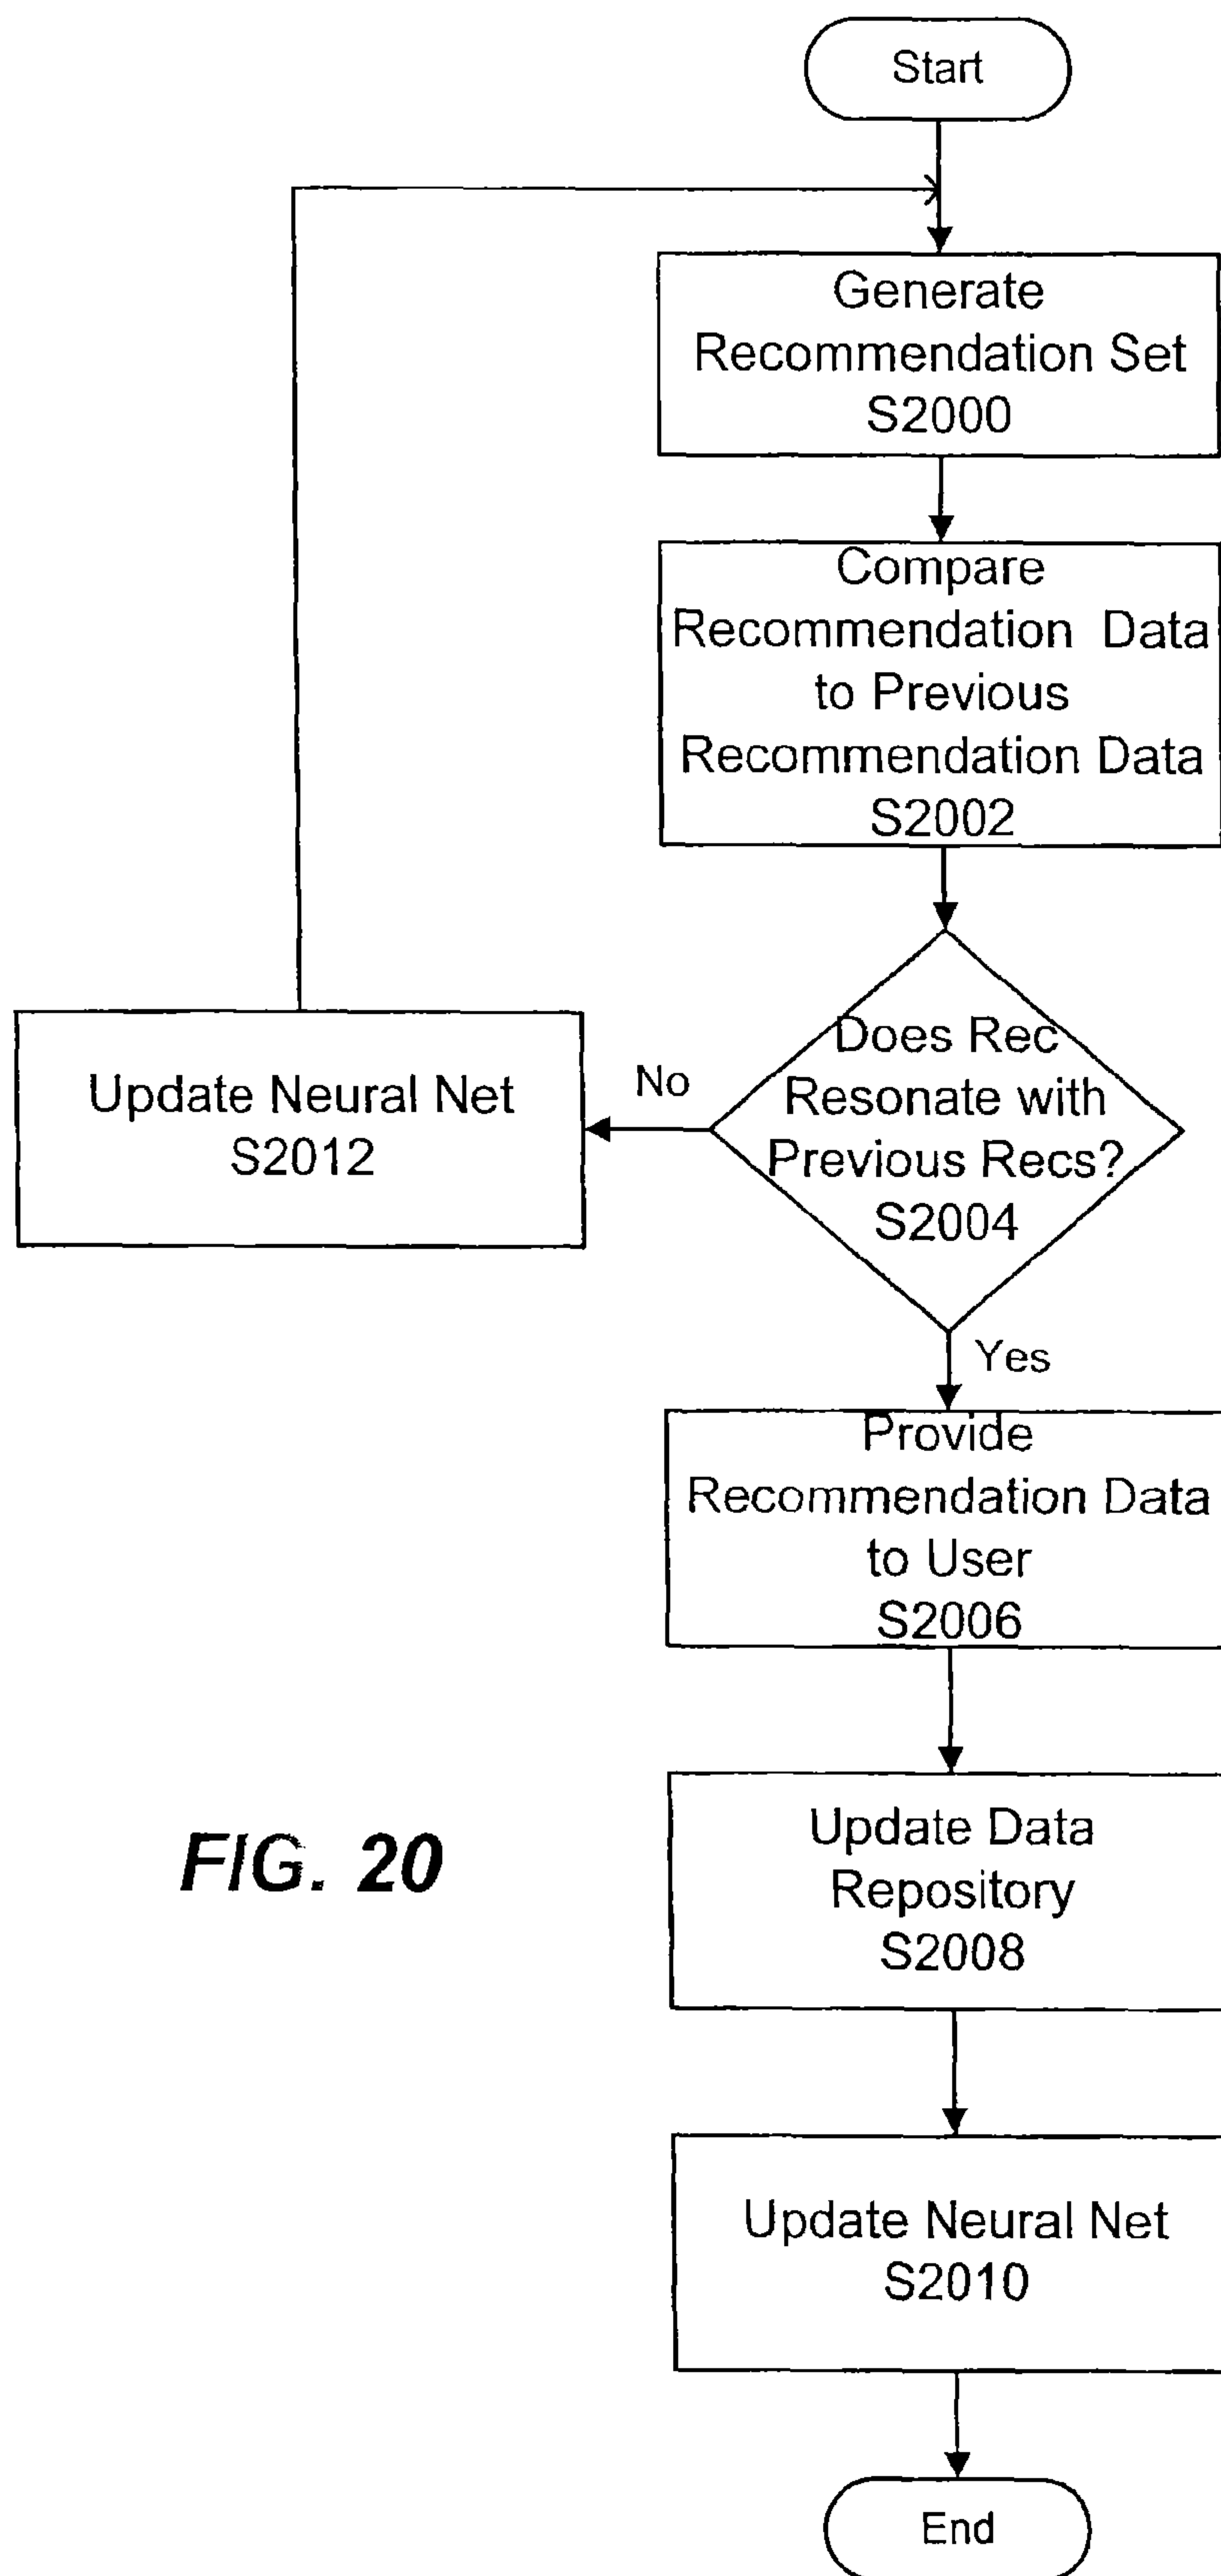 Start
Generate
Recommendation Set
S2000
Compare
Recommendation Data
to Previous
Recommendation Data
S2002
Does Rec
Resonate with
Previous Recs?
S2004
No
Update Neural Net
S2012
Yes
Provide
Recommendation Data
to User
S2006
Update Data
Repository
S2008
Update Neural Net
S2010
End
FIG. 20